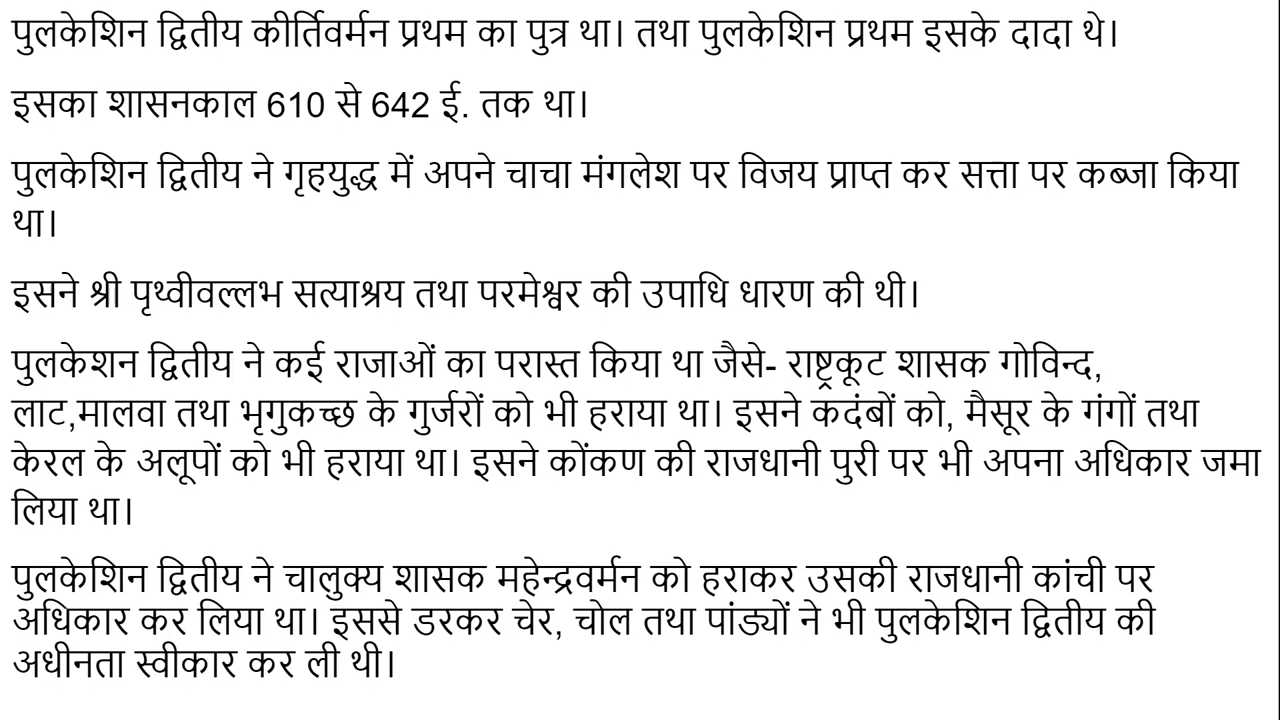 पुलकेशिन द्वितीय कीर्तिवर्मन प्रथम का पुत्र था। तथा पुलकेशिन प्रथम इसके दादा थे।
इसका शासनकाल 610 से 642 ई. तक था।
पुलकेशिन द्वितीय ने गृहयुद्ध में अपने चाचा मंगलेश पर विजय प्राप्त कर सत्ता पर कब्जा किया
था।
इसने श्री पृथ्वीवल्लभ सत्याश्रय तथा परमेश्वर की उपाधि धारण की थी।
पुलकेशन द्वितीय ने कई राजाओं का परास्त किया था जैसे- राष्ट्रकूट शासक गोविन्द,
लाट,मालवा तथा भृगुकच्छ के गुर्जरों को भी हराया था। इसने कदंबों को, मैसूर के गंगों तथा
केरल के अलूपों को भी हराया था। इसने कोंकण की राजधानी पुरी पर भी अपना अधिकार जमा
लिया था।
पुलकेशिन द्वितीय ने चालुक्य शासक महेन्द्रवर्मन को हराकर उसकी राजधानी कांची पर
अधिकार कर लिया था। इससे डरकर चेर, चोल तथा पांड्यों ने भी पुलकेशिन द्वितीय की
अधीनता स्वीकार कर ली थी।